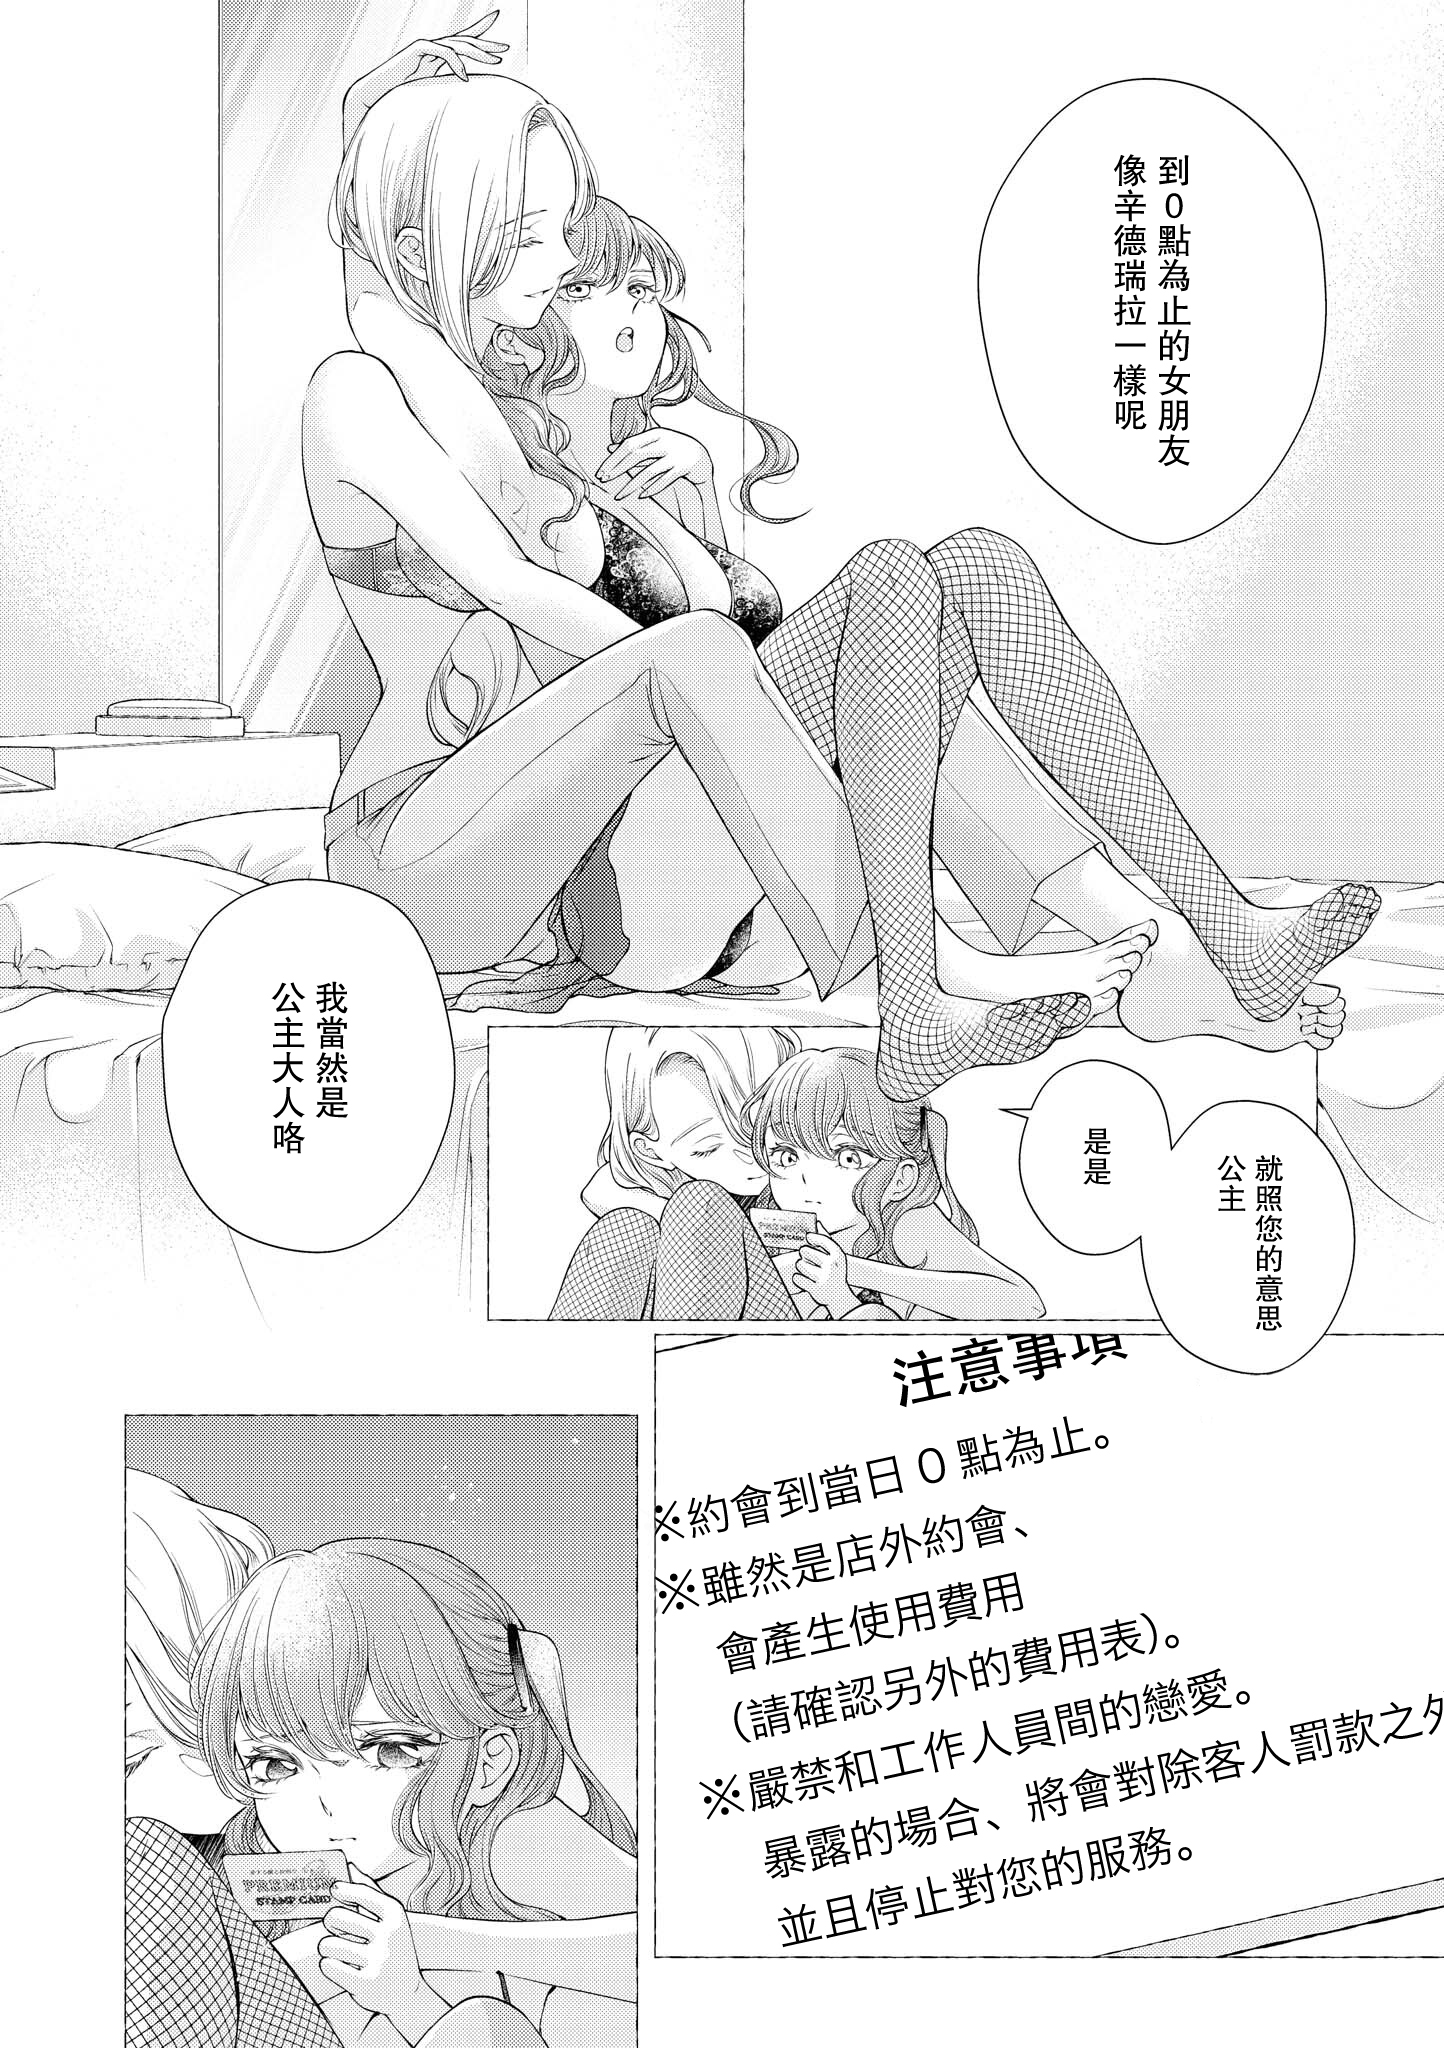 到0點為止的女朋友
像辛德瑞拉一樣呢
我當然是
公主大人咯
就照您的意思
公主
是是
PREMIUM
STAMP CARD
注意事項
※約會到當日0點為止。
※雖然是店外約會、
會產生使用費用
（請確認另外的費用表）。
※嚴禁和工作人員間的戀愛。
暴露的場合、將會對除客人罰款之外
並且停止對您的服務。
PREMIUM
STAMP CARD